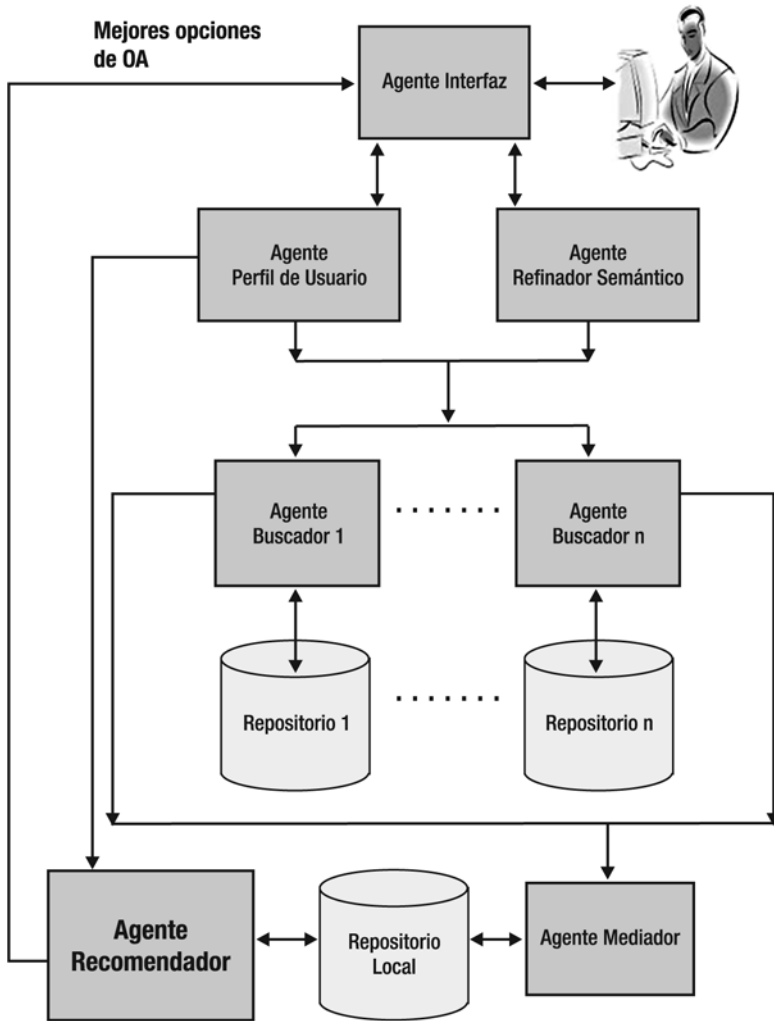 Mejores opciones
de OA
Agente Interfaz
Agente
Perfil de Usuario
Agente
Refinador Semántico
Agente
Buscador 1
Agente
Buscador n
Repositorio 1
Repositorio n
Agente
Recomendador
Repositorio
Local
Agente Mediador